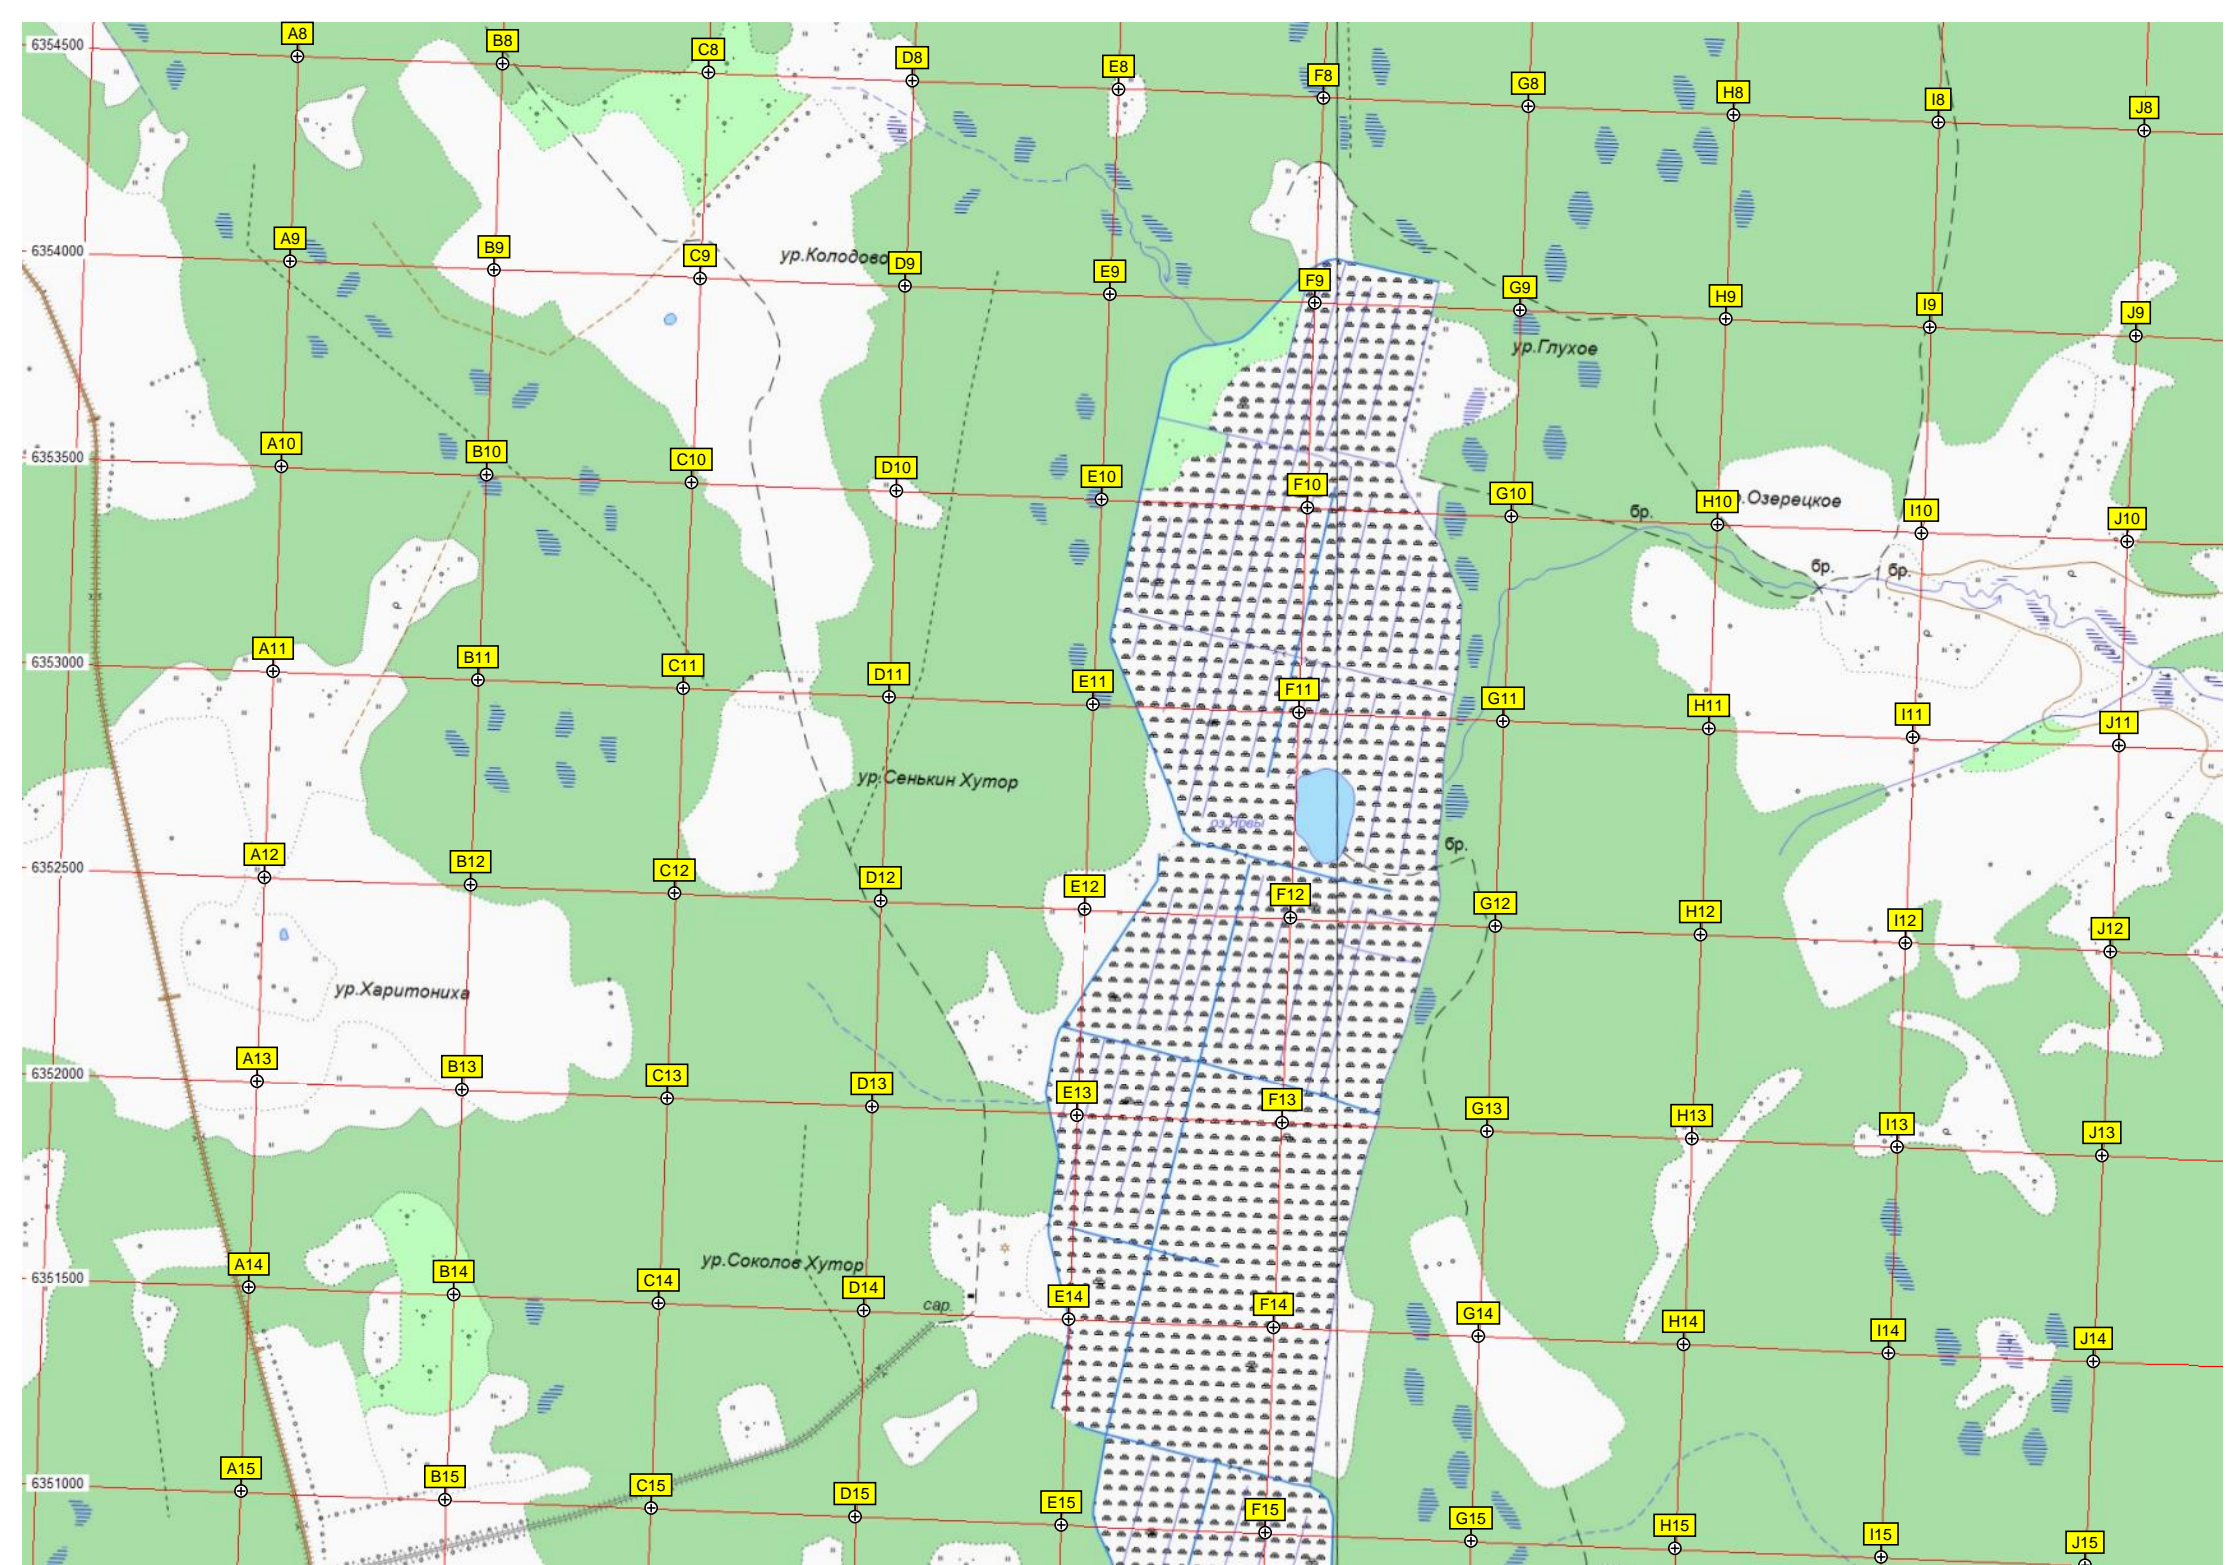 6354500 A8 B8 C8 D8 E8 F8 G8 H8 I8 J8
6354000 A9 B9 C9 ур.Колодово D9 E9 F9 G9 H9 I9 J9
ур.Глухое
6353500 A10 B10 C10 D10 E10 F10 G10 бр. H10 р.Озерецкое I10 J10
бр. бр.
6353000 A11 B11 C11 D11 E11 F11 G11 H11 I11 J11
ур.Сенькин Хутор
оз.Ярвы
бр.
6352500 A12 B12 C12 D12 E12 F12 G12 H12 I12 J12
ур.Харитониха
6352000 A13 B13 C13 D13 E13 F13 G13 H13 I13 J13
ур.Соколов Хутор
6351500 A14 B14 C14 D14 сар. E14 F14 G14 H14 I14 J14
6351000 A15 B15 C15 D15 E15 F15 G15 H15 I15 J15